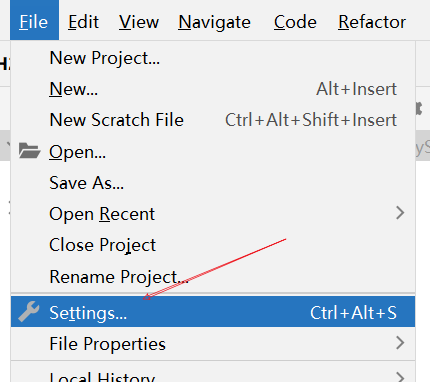 File Edit View Navigate Code Refactor
New Project...
New... Alt+Insert
New Scratch File Ctrl+Alt+Shift+Insert
Open...
Save As...
Open Recent
Close Project
Rename Project...
Settings... Ctrl+Alt+S
File Properties
Local History